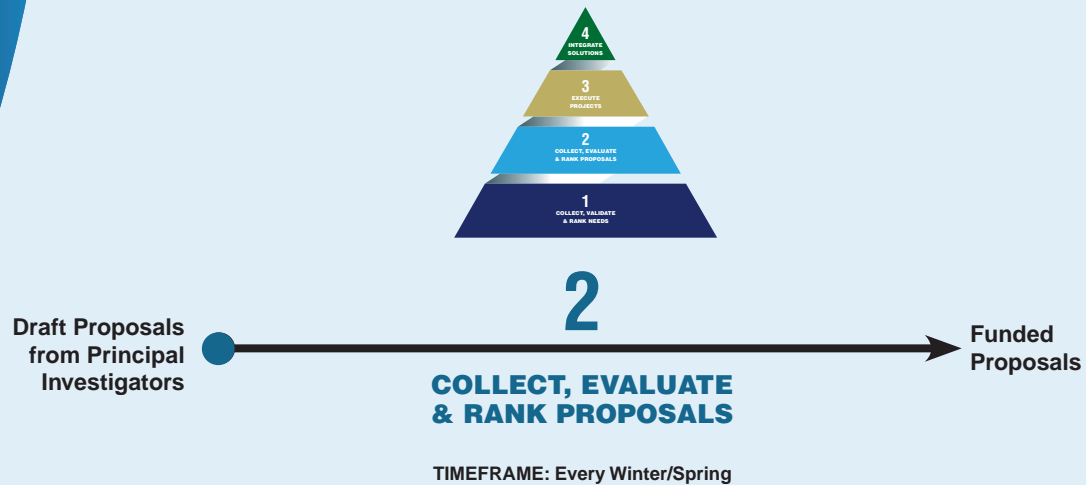 4
INTEGRATE
SOLUTIONS
3
EXECUTE
PROJECTS
2
COLLECT, EVALUATE
& RANK PROPOSALS
1
COLLECT, VALIDATE
& RANK NEEDS
2
Draft Proposals
from Principal
Investigators
Funded
Proposals
COLLECT, EVALUATE
& RANK PROPOSALS
TIMEFRAME: Every Winter/Spring